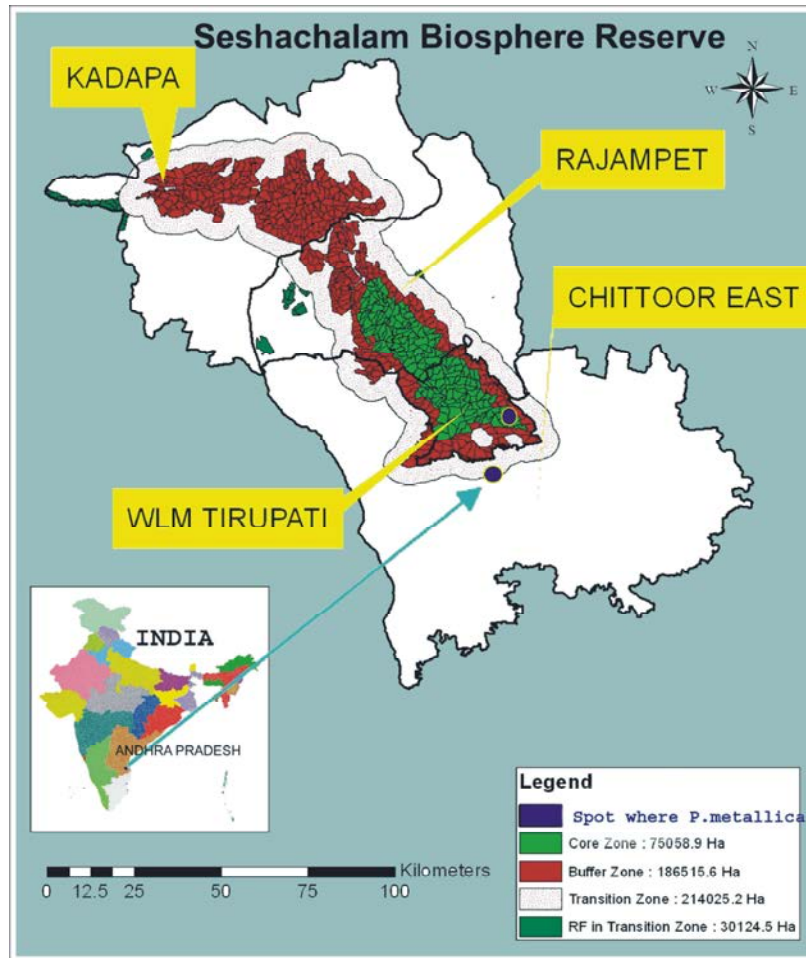 Seshachalam Biosphere Reserve
KADAPA
N
W E
S
RAJAMPET
CHITTOOR EAST
WLM TIRUPATI
INDIA
ANDHRA PRADESH
Legend
Spot where P.metallica
Core Zone : 75058.9 Ha
Buffer Zone : 186515.6 Ha
Transition Zone : 214025.2 Ha
RF in Transition Zone : 30124.5 Ha
Kilometers
0 12.5 25 50 75 100